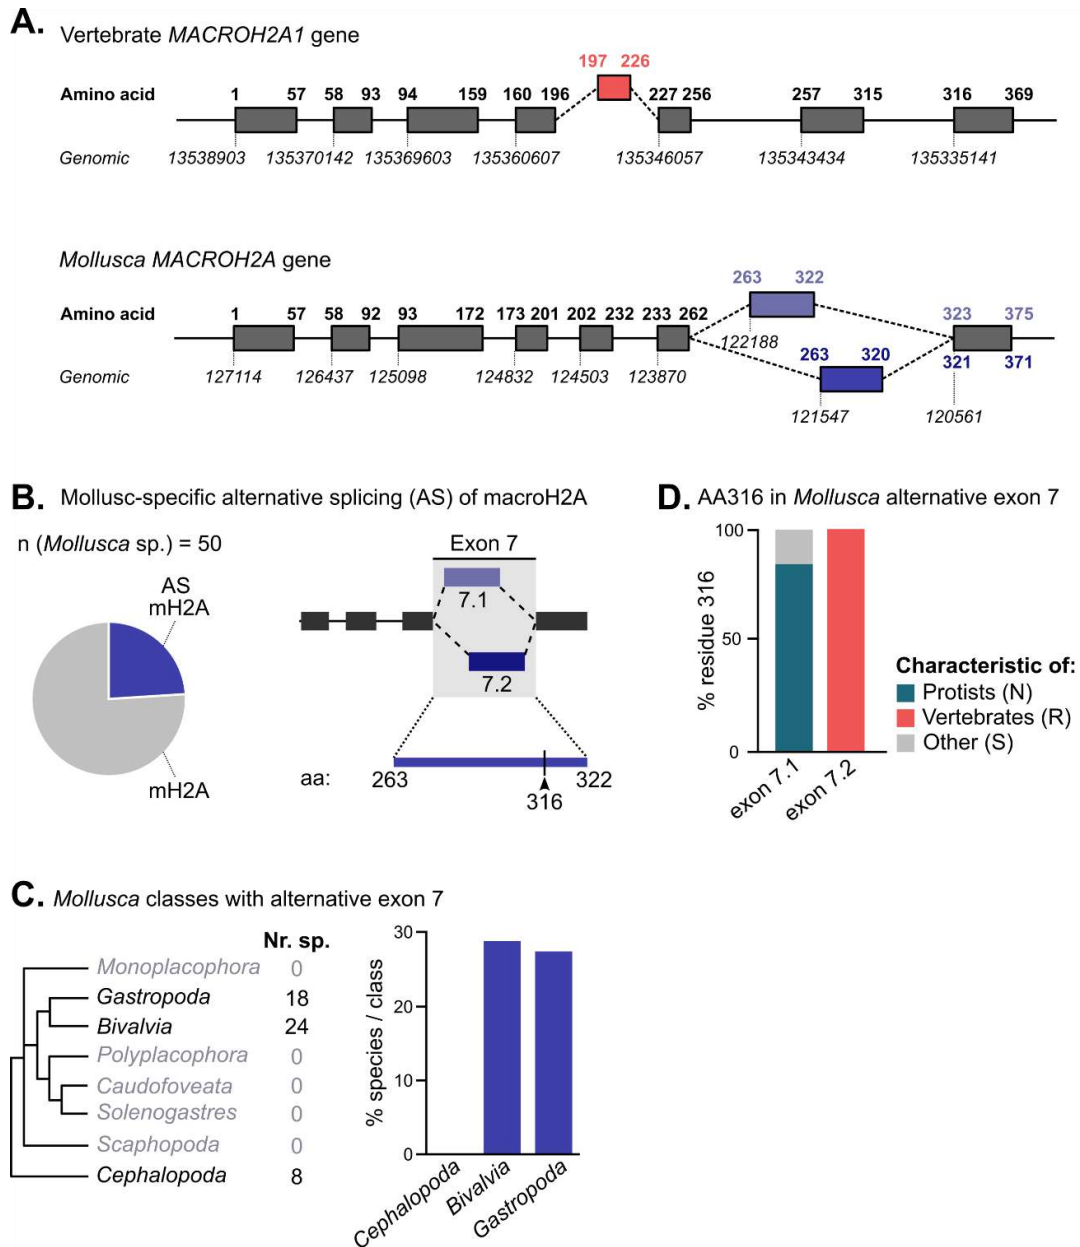 A. Vertebrate MACROH2A1 gene
197 226
Amino acid 1 57 58 93 94 159 160 196 227 256 257 315 316 369
Genomic 13538903 135370142 135369603 135360607 135346057 135343434 135335141
Mollusca MACROH2A gene
263 322
Amino acid 1 57 58 92 93 172 173 201 202 232 233 262 323 375
122188
263 320 321 371
Genomic 127114 126437 125098 124832 124503 123870
121547 120561
B. Mollusc-specific alternative splicing (AS) of macroH2A
n (Mollusca sp.) = 50
AS
mH2A
mH2A
Exon 7
7.1
7.2
aa: 263 322
316
D. AA316 in Mollusca alternative exon 7
% residue 316
100
50
0
exon 7.1 exon 7.2
Characteristic of:
Protists (N)
Vertebrates (R)
Other (S)
C. Mollusca classes with alternative exon 7
Nr. sp.
Monoplacophora 0
Gastropoda 18
Bivalvia 24
Polyplacophora 0
Caudofoveata 0
Solenogastres 0
Scaphopoda 0
Cephalopoda 8
% species / class
30
20
10
0
Cephalopoda Bivalvia Gastropoda